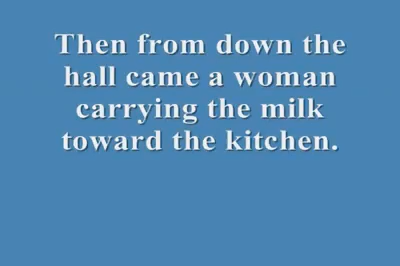 Then from down the
hall came a woman
carrying the milk
toward the kitchen.